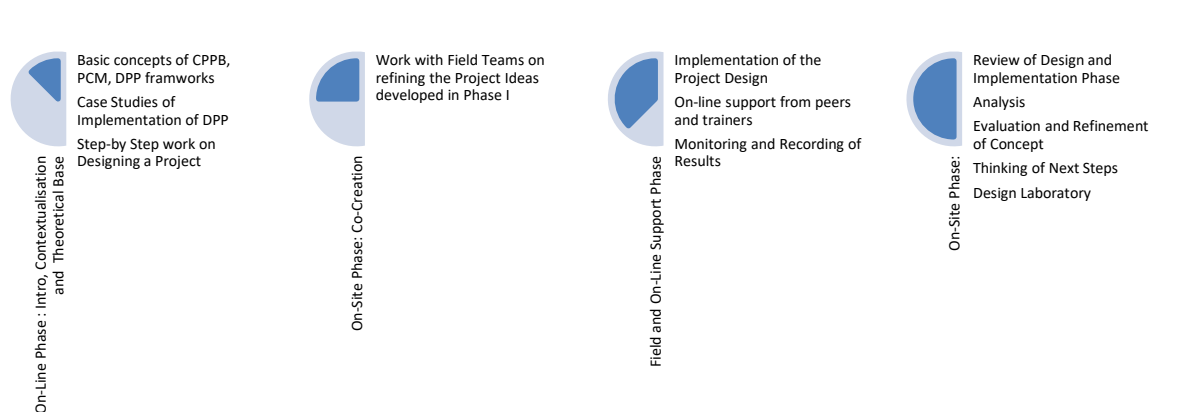 Basic concepts of CPPB,
PCM, DPP framworks
Case Studies of
Implementation of DPP
Step-by Step work on
Designing a Project
On-Line Phase : Intro, Contextualisation
and Theoretical Base
Work with Field Teams on
refining the Project Ideas
developed in Phase I
On-Site Phase: Co-Creation
Implementation of the
Project Design
On-line support from peers
and trainers
Monitoring and Recording of
Results
Field and On-Line Support Phase
Review of Design and
Implementation Phase
Analysis
Evaluation and Refinement
of Concept
Thinking of Next Steps
Design Laboratory
On-Site Phase: